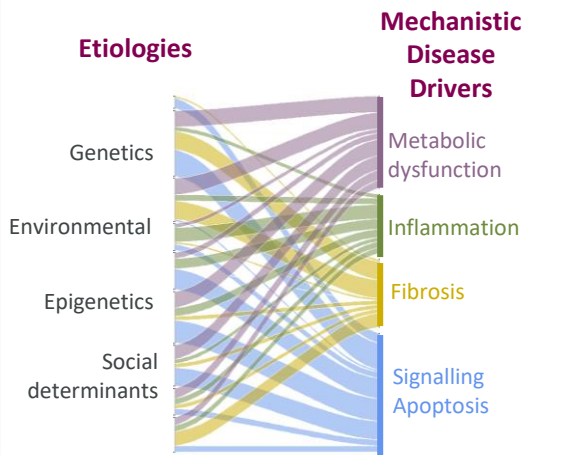 Etiologies
Mechanistic
Disease
Drivers
Genetics
Environmental
Epigenetics
Social
determinants
Metabolic
dysfunction
Inflammation
Fibrosis
Signalling
Apoptosis